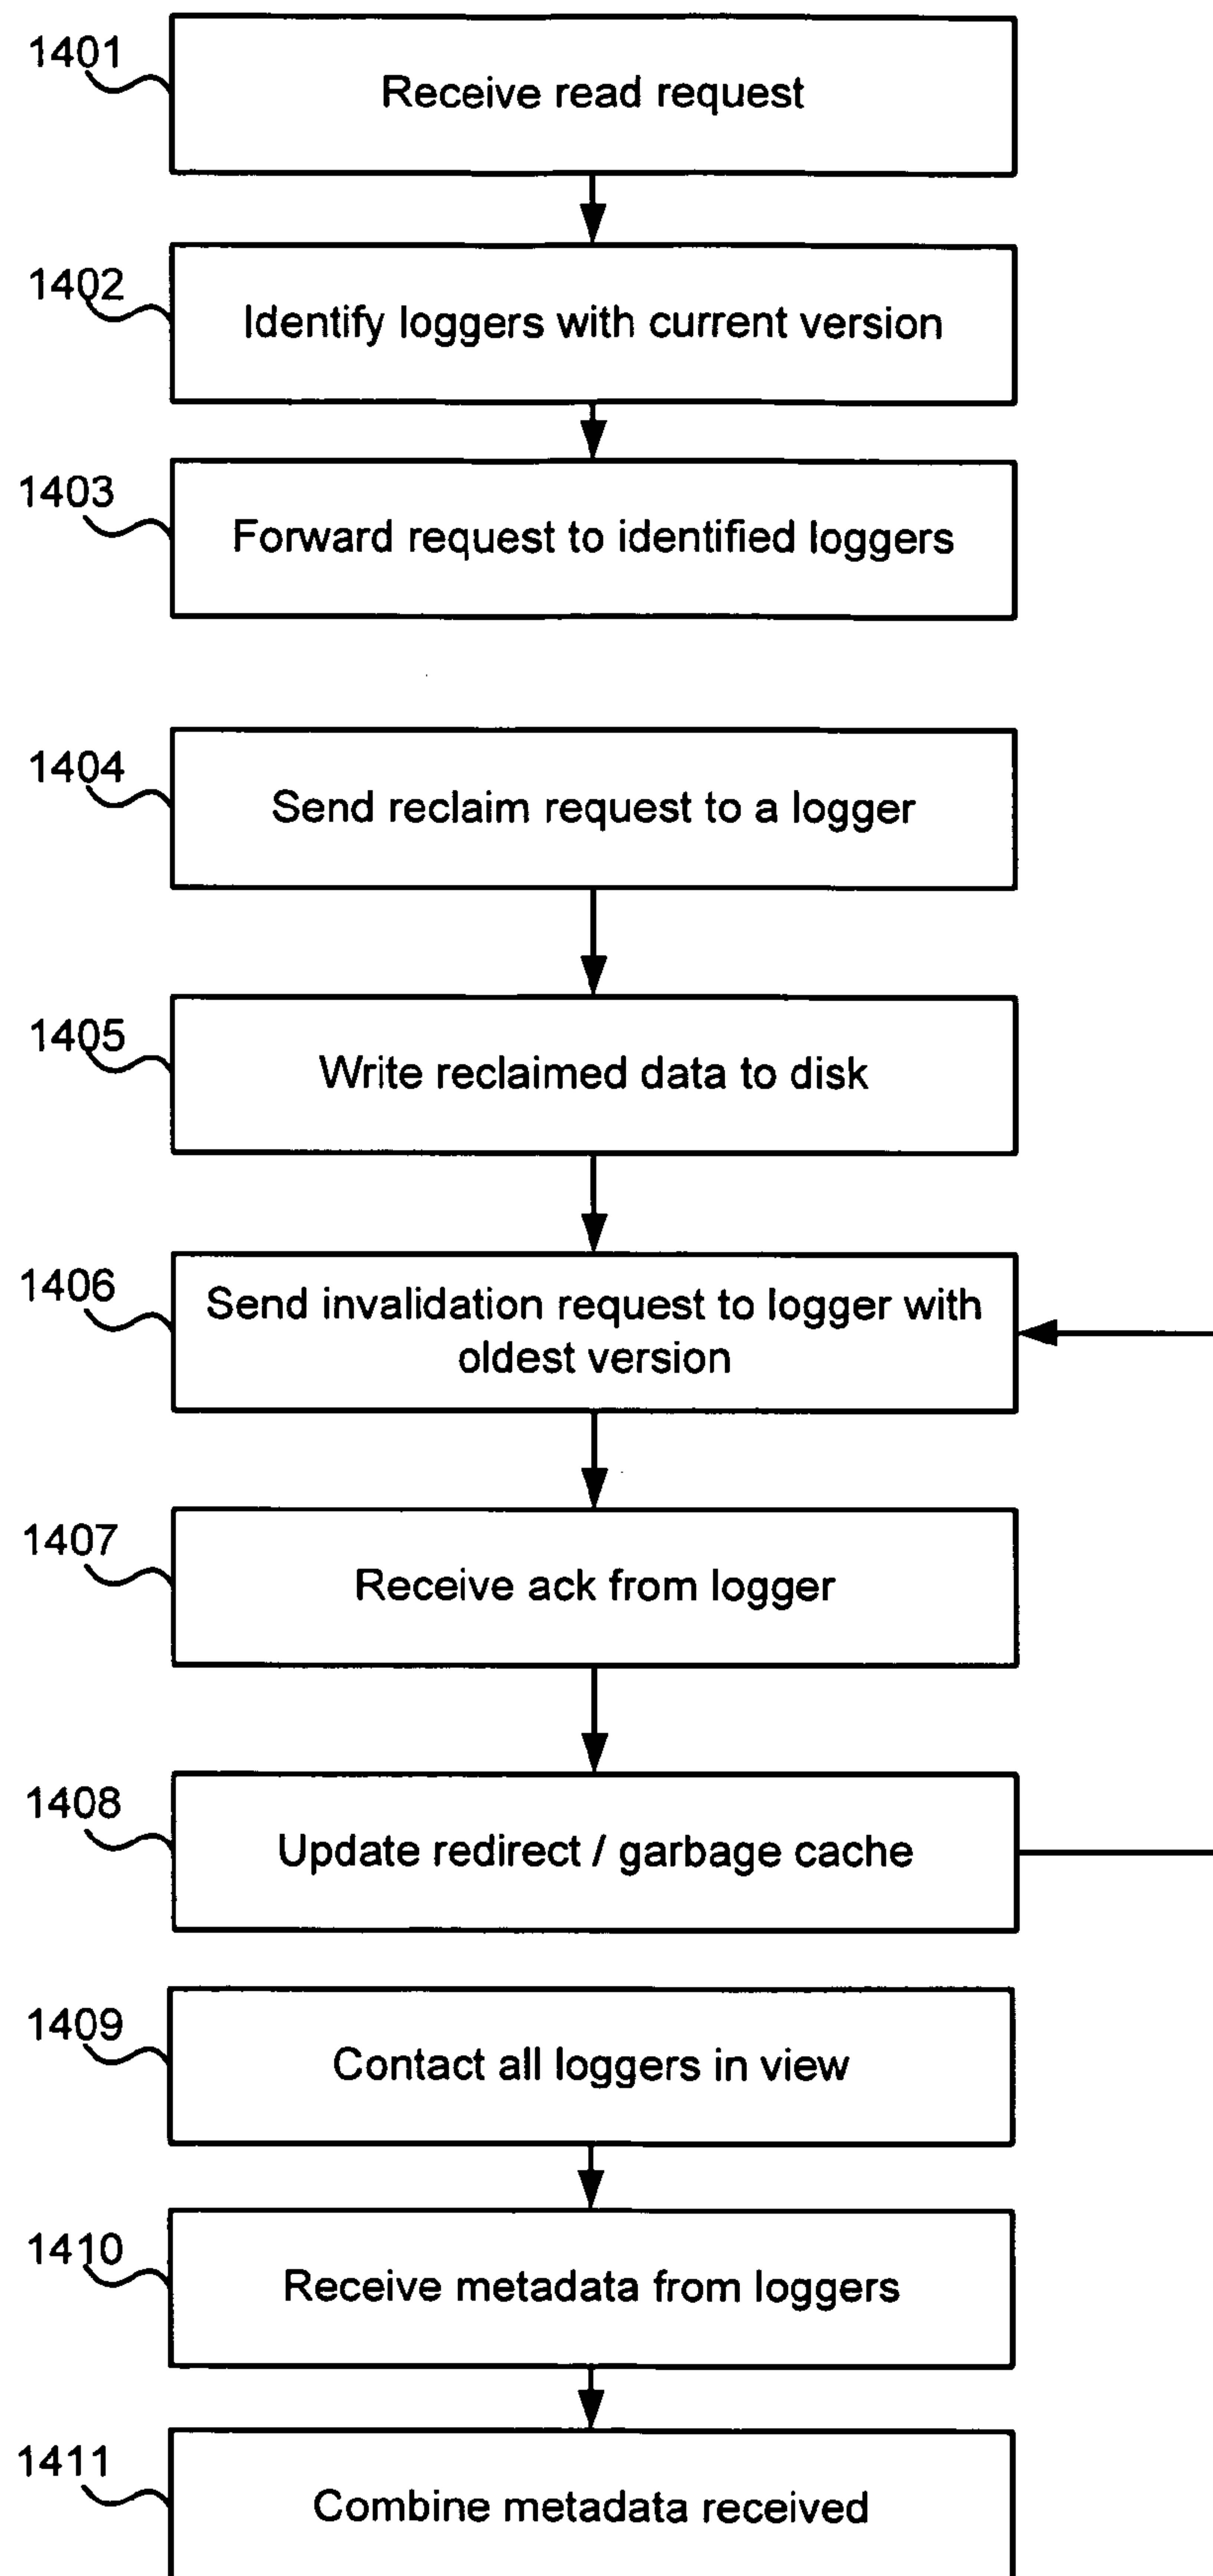 1401
Receive read request
1402
Identify loggers with current version
1403
Forward request to identified loggers
1404
Send reclaim request to a logger
1405
Write reclaimed data to disk
1406
Send invalidation request to logger with
oldest version
1407
Receive ack from logger
1408
Update redirect / garbage cache
1409
Contact all loggers in view
1410
Receive metadata from loggers
1411
Combine metadata received